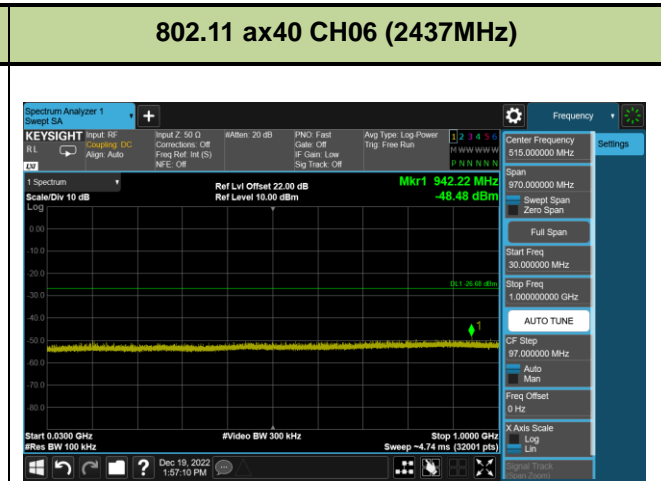 802.11 ax40 CH06 (2437MHz)
Spectrum Analyzer 1
Swept SA
+
Frequency
KEYSIGHT
RL
LXI
Input: RF
Coupling: DC
Align: Auto
Input Z: 50 Ω
Corrections: Off
Freq Ref: Int (S)
NFE: Off
#Atten: 20 dB
PNO: Fast
Gate: Off
IF Gain: Low
Sig Track: Off
Avg Type: Log-Power
Trig: Free Run
1 2 3 4 5 6
M W W W W W
P N N N N N
Center Frequency
515.000000 MHz
Settings
Span
970.000000 MHz
Swept Span
Zero Span
Full Span
Start Freq
30.000000 MHz
Stop Freq
1.000000000 GHz
AUTO TUNE
CF Step
97.000000 MHz
Auto
Man
Freq Offset
0 Hz
X Axis Scale
Log
Lin
Signal Track
(Span Zoom)
1 Spectrum
Scale/Div 10 dB
Log
Ref Lvl Offset 22.00 dB
Ref Level 10.00 dBm
Mkr1 942.22 MHz
-48.48 dBm
0.00
-10.0
-20.0
DL1 -26.68 dBm
-30.0
-40.0
1
-50.0
-60.0
-70.0
-80.0
Start 0.0300 GHz
#Res BW 100 kHz
#Video BW 300 kHz
Stop 1.0000 GHz
Sweep ~4.74 ms (32001 pts)
?
Dec 19, 2022
1:57:10 PM